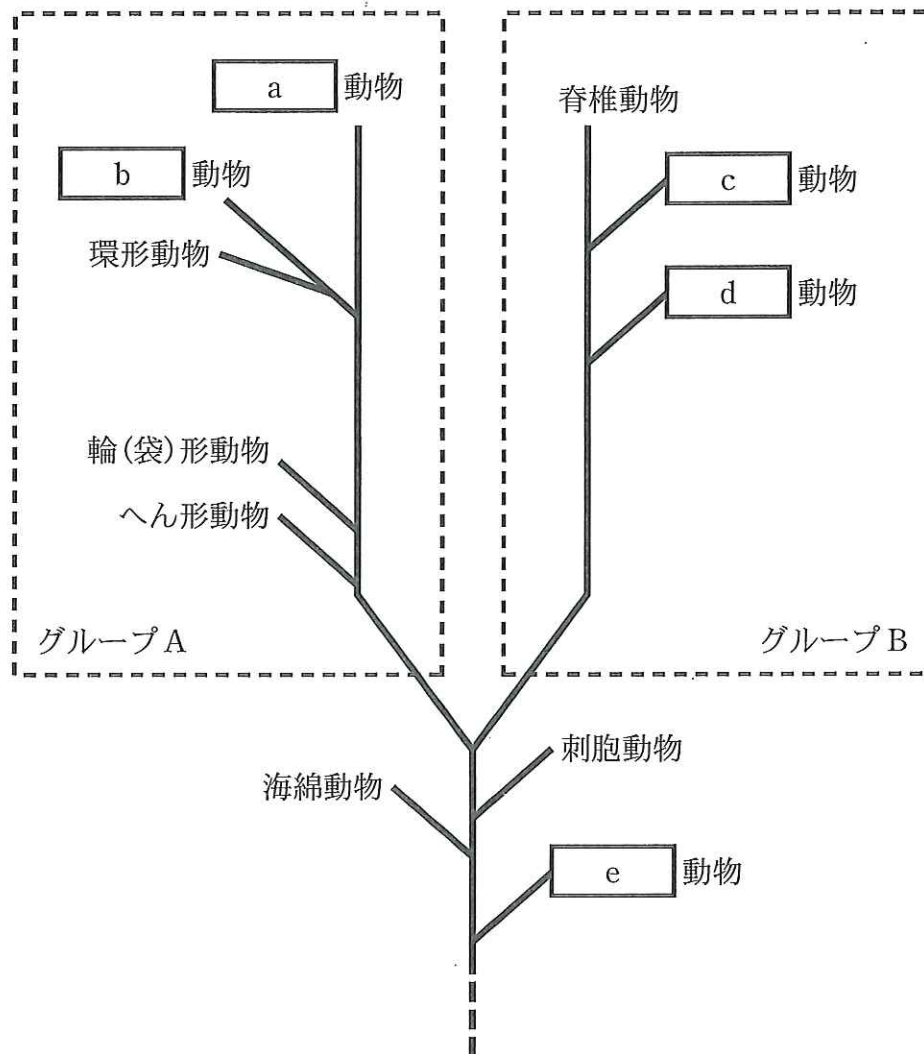 a 動物
脊椎動物
b 動物
c 動物
環形動物
d 動物
輪(袋)形動物
へん形動物
グループA
グループB
刺胞動物
海綿動物
e 動物